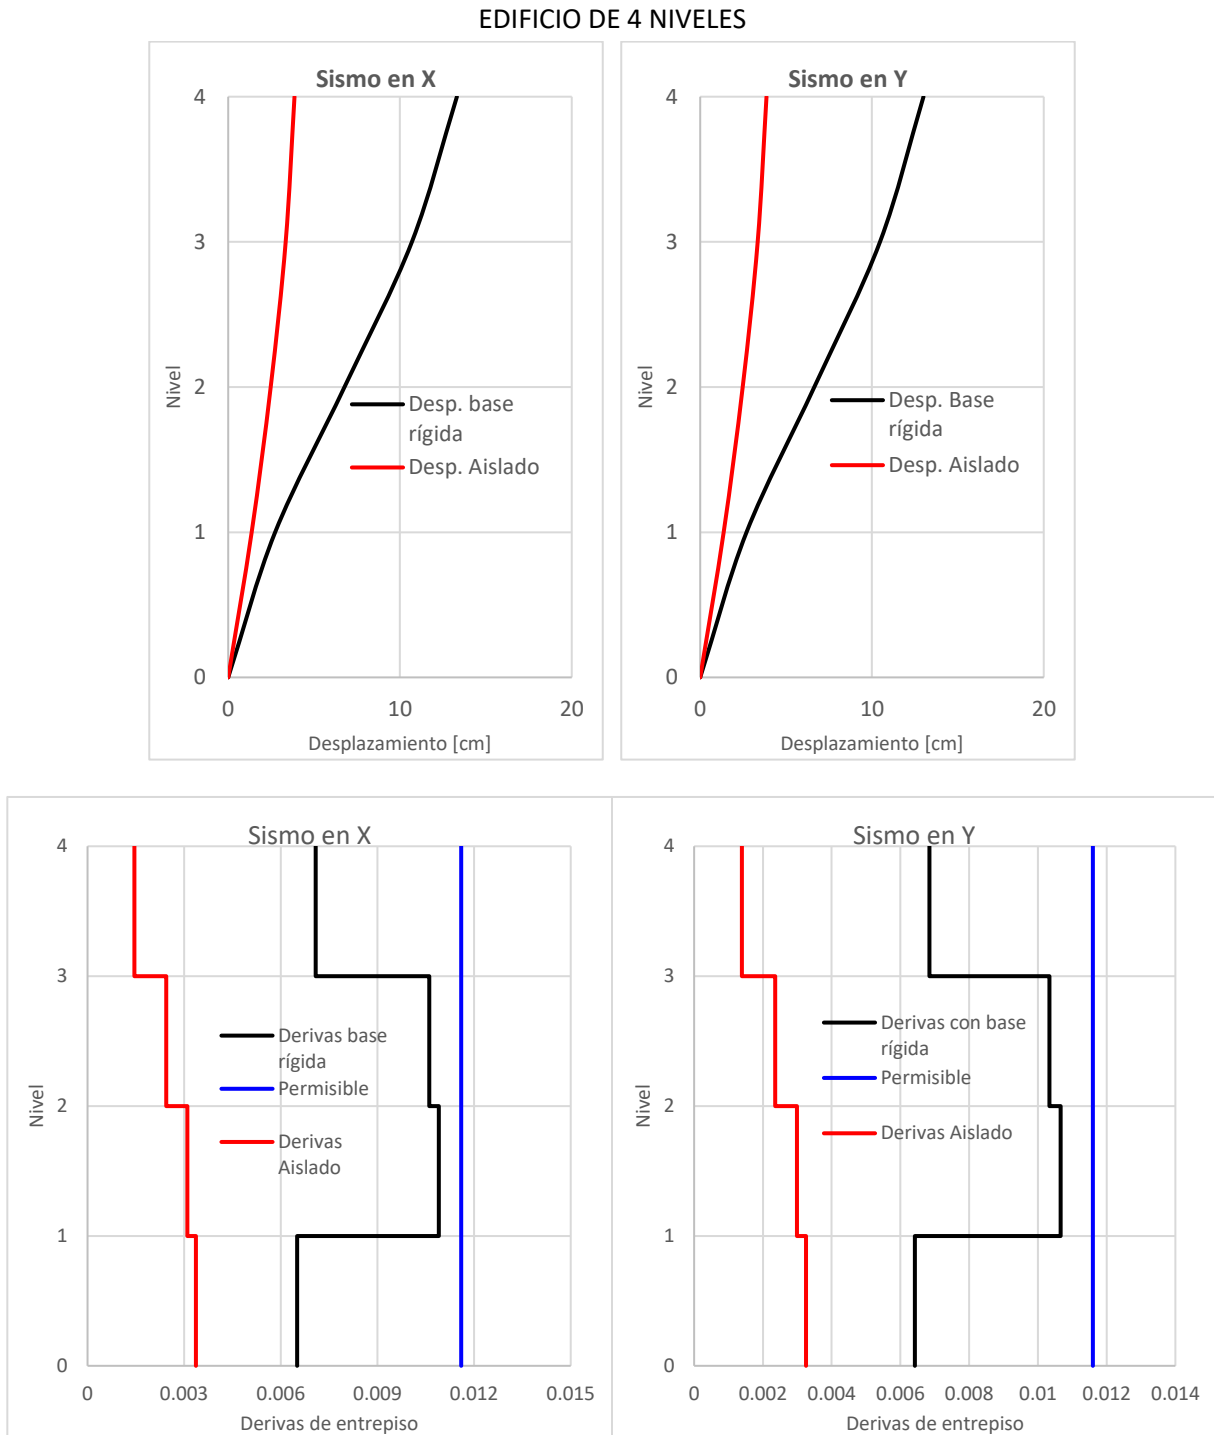 EDIFICIO DE 4 NIVELES
Sismo en X
4
3
2
1
0
Nivel
Desp. base
rígida
Desp. Aislado
0 10 20
Desplazamiento [cm]
Sismo en Y
4
3
2
1
0
Nivel
Desp. Base
rígida
Desp. Aislado
0 10 20
Desplazamiento [cm]
Sismo en X
4
3
2
1
0
Nivel
Derivas base
rígida
Permisible
Derivas
Aislado
0 0.003 0.006 0.009 0.012 0.015
Derivas de entrepiso
Sismo en Y
4
3
2
1
0
Nivel
Derivas con base
rígida
Permisible
Derivas Aislado
0 0.002 0.004 0.006 0.008 0.01 0.012 0.014
Derivas de entrepiso